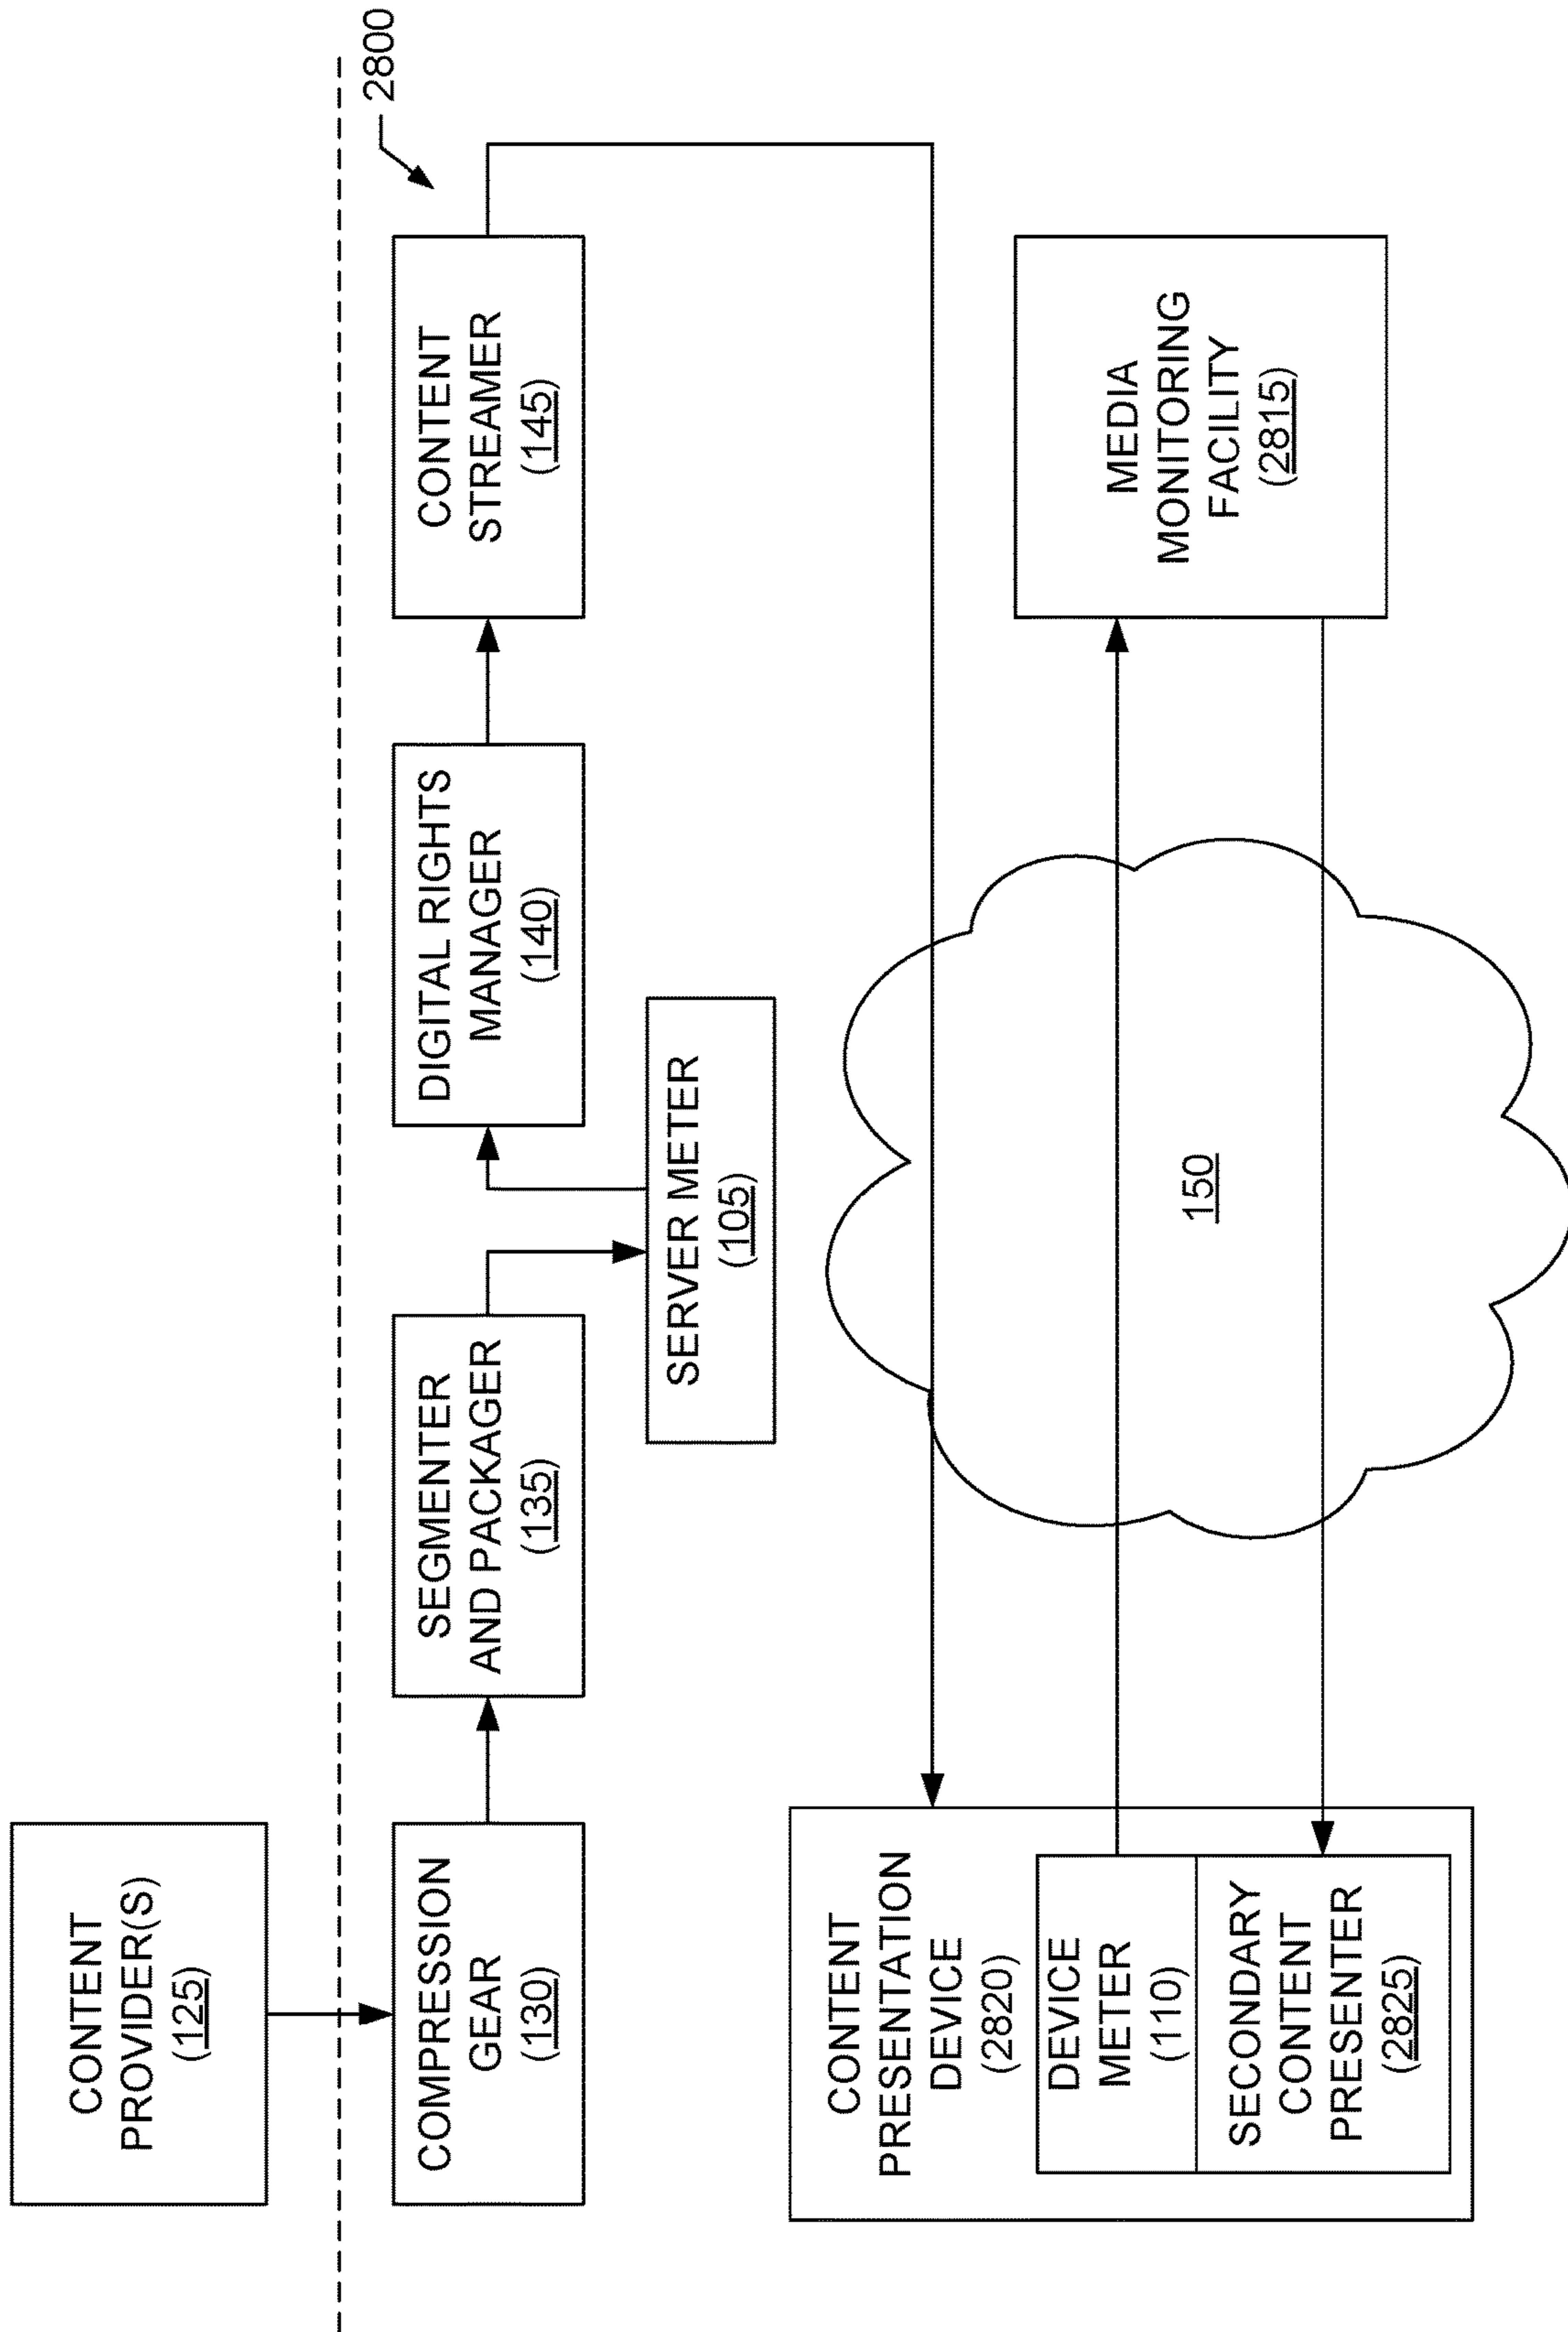 CONTENT
PROVIDER(S)
(125)
2800
COMPRESSION
GEAR
(130)
SEGMENTER
AND PACKAGER
(135)
DIGITAL RIGHTS
MANAGER
(140)
CONTENT
STREAMER
(145)
SERVER METER
(105)
CONTENT
PRESENTATION
DEVICE
(2820)
DEVICE
METER
(110)
SECONDARY
CONTENT
PRESENTER
(2825)
150
MEDIA
MONITORING
FACILITY
(2815)